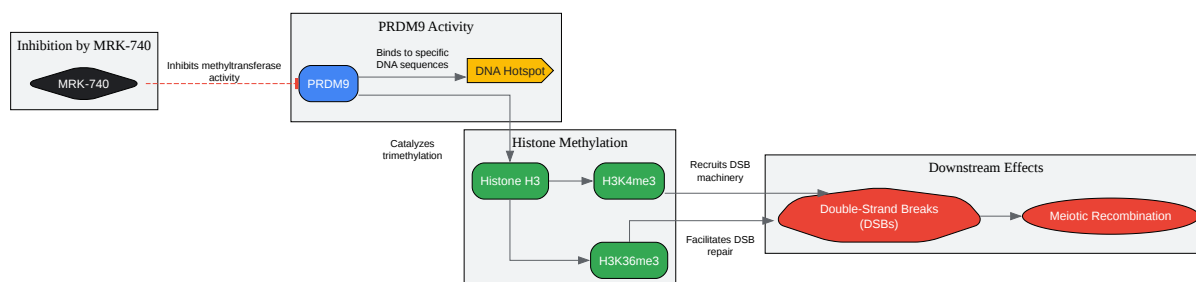 Inhibition by MRK-740
MRK-740
Inhibits methyltransferase
activity
PRDM9 Activity
PRDM9
Binds to specific
DNA sequences
DNA Hotspot
Catalyzes
trimethylation
Histone Methylation
Histone H3
H3K4me3
H3K36me3
Recruits DSB
machinery
Facilitates DSB
repair
Downstream Effects
Double-Strand Breaks
(DSBs)
Meiotic Recombination